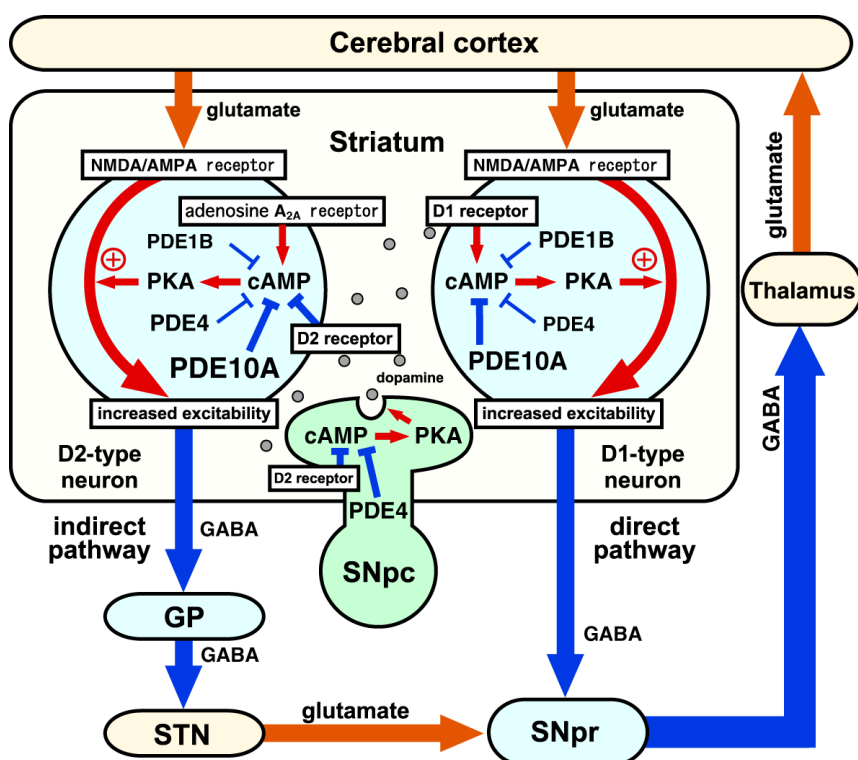 Cerebral cortex
glutamate
glutamate
Striatum
NMDA/AMPA receptor
NMDA/AMPA receptor
adenosine A2A receptor
D1 receptor
PDE1B
PDE1B
+
PKA
cAMP
cAMP
PKA
+
PDE4
PDE4
D2 receptor
PDE10A
PDE10A
dopamine
increased excitability
increased excitability
cAMP
PKA
D2 receptor
PDE4
D2-type
neuron
D1-type
neuron
indirect
pathway
GABA
direct
pathway
SNpc
GP
GABA
GABA
STN
glutamate
SNpr
glutamate
Thalamus
GABA